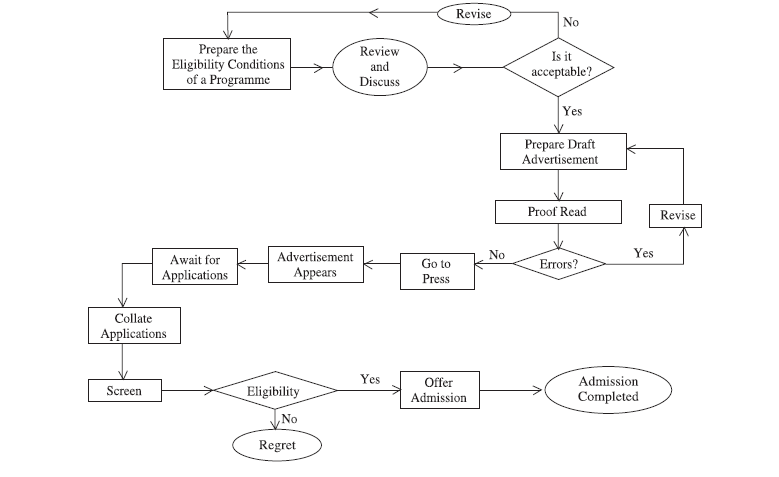 Revise
No
Prepare the
Eligibility Conditions
of a Programme
Review
and
Discuss
Is it
acceptable?
Yes
Prepare Draft
Advertisement
Proof Read
Revise
Errors?
Yes
No
Go to
Press
Advertisement
Appears
Await for
Applications
Collate
Applications
Screen
Eligibility
Yes
Offer
Admission
Admission
Completed
No
Regret